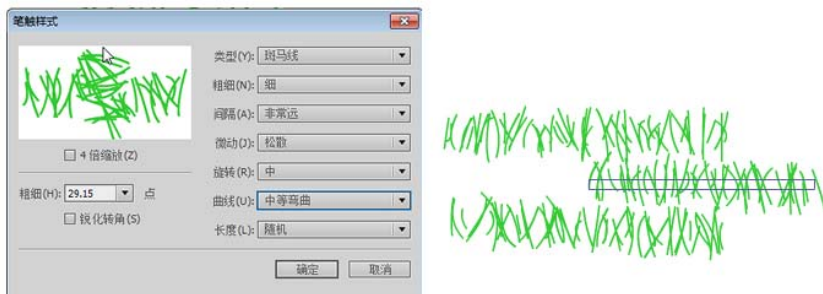 笔触样式
类型(Y): 斑马线
粗细(N): 细
间隔(A): 非常远
微动(J): 松散
旋转(R): 中
曲线(U): 中等弯曲
长度(L): 随机
4 倍缩放(Z)
粗细(H): 29.15 点
锐化转角(S)
确定 取消